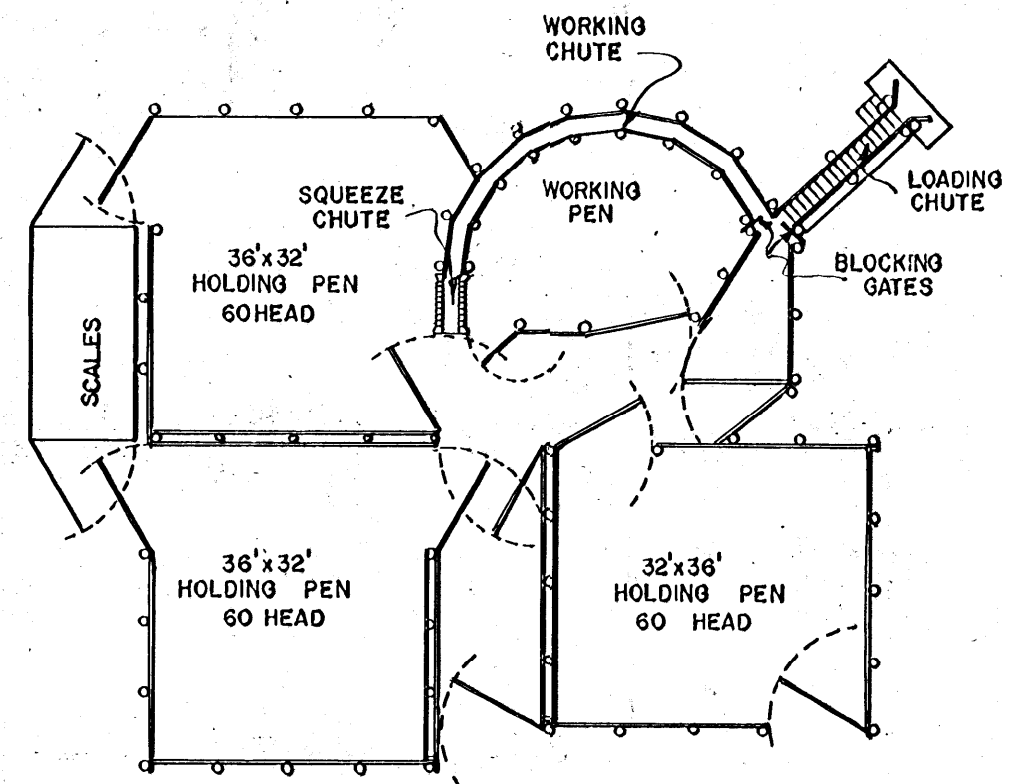 WORKING
CHUTE
LOADING
CHUTE
SQUEEZE
CHUTE
WORKING
PEN
BLOCKING
GATES
36'x32'
HOLDING PEN
60 HEAD
SCALES
36'x32'
HOLDING PEN
60 HEAD
32'x36'
HOLDING PEN
60 HEAD